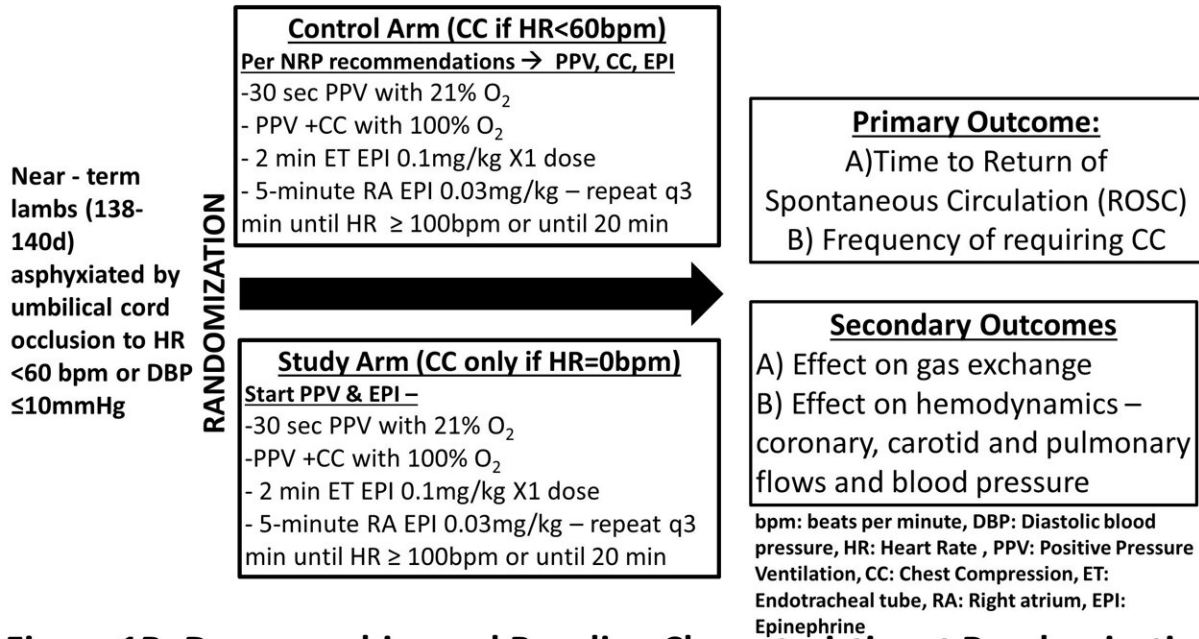 Near - term
lambs (138-
140d)
asphyxiated by
umbilical cord
occlusion to HR
<60 bpm or DBP
≤10mmHg
RANDOMIZATION
Control Arm (CC if HR<60bpm)
Per NRP recommendations → PPV, CC, EPI
-30 sec PPV with 21% O₂
- PPV +CC with 100% O₂
- 2 min ET EPI 0.1mg/kg X1 dose
- 5-minute RA EPI 0.03mg/kg – repeat q3
min until HR ≥ 100bpm or until 20 min
Study Arm (CC only if HR=0bpm)
Start PPV & EPI –
-30 sec PPV with 21% O₂
-PPV +CC with 100% O₂
- 2 min ET EPI 0.1mg/kg X1 dose
- 5-minute RA EPI 0.03mg/kg – repeat q3
min until HR ≥ 100bpm or until 20 min
Primary Outcome:
A)Time to Return of
Spontaneous Circulation (ROSC)
B) Frequency of requiring CC
Secondary Outcomes
A) Effect on gas exchange
B) Effect on hemodynamics –
coronary, carotid and pulmonary
flows and blood pressure
bpm: beats per minute, DBP: Diastolic blood
pressure, HR: Heart Rate , PPV: Positive Pressure
Ventilation, CC: Chest Compression, ET:
Endotracheal tube, RA: Right atrium, EPI:
Epinephrine